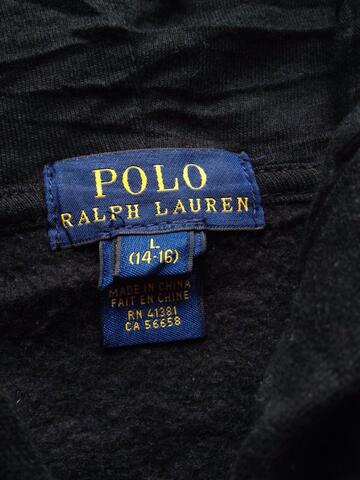 POLO
RALPH LAUREN
L
(14-16)
MADE IN CHINA
FAIT EN CHINE
RN 41381
CA 56658